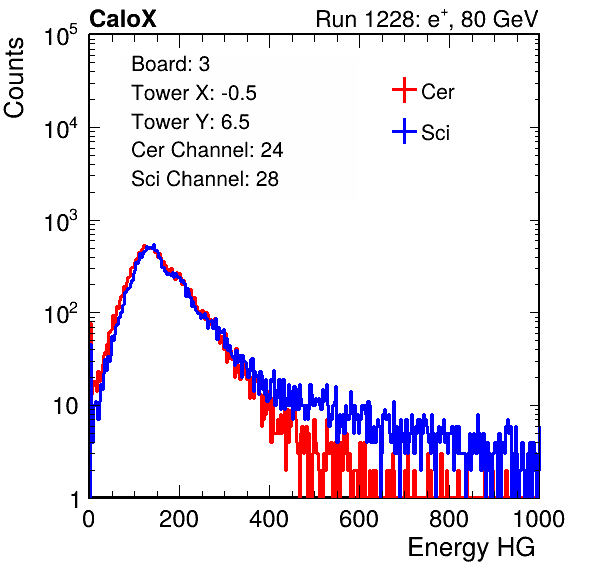 CaloX Run 1228: e⁺, 80 GeV
Counts
10⁵
10⁴
10³
10²
10
1
Board: 3
Tower X: -0.5
Tower Y: 6.5
Cer Channel: 24
Sci Channel: 28
Cer
Sci
0 200 400 600 800 1000
Energy HG